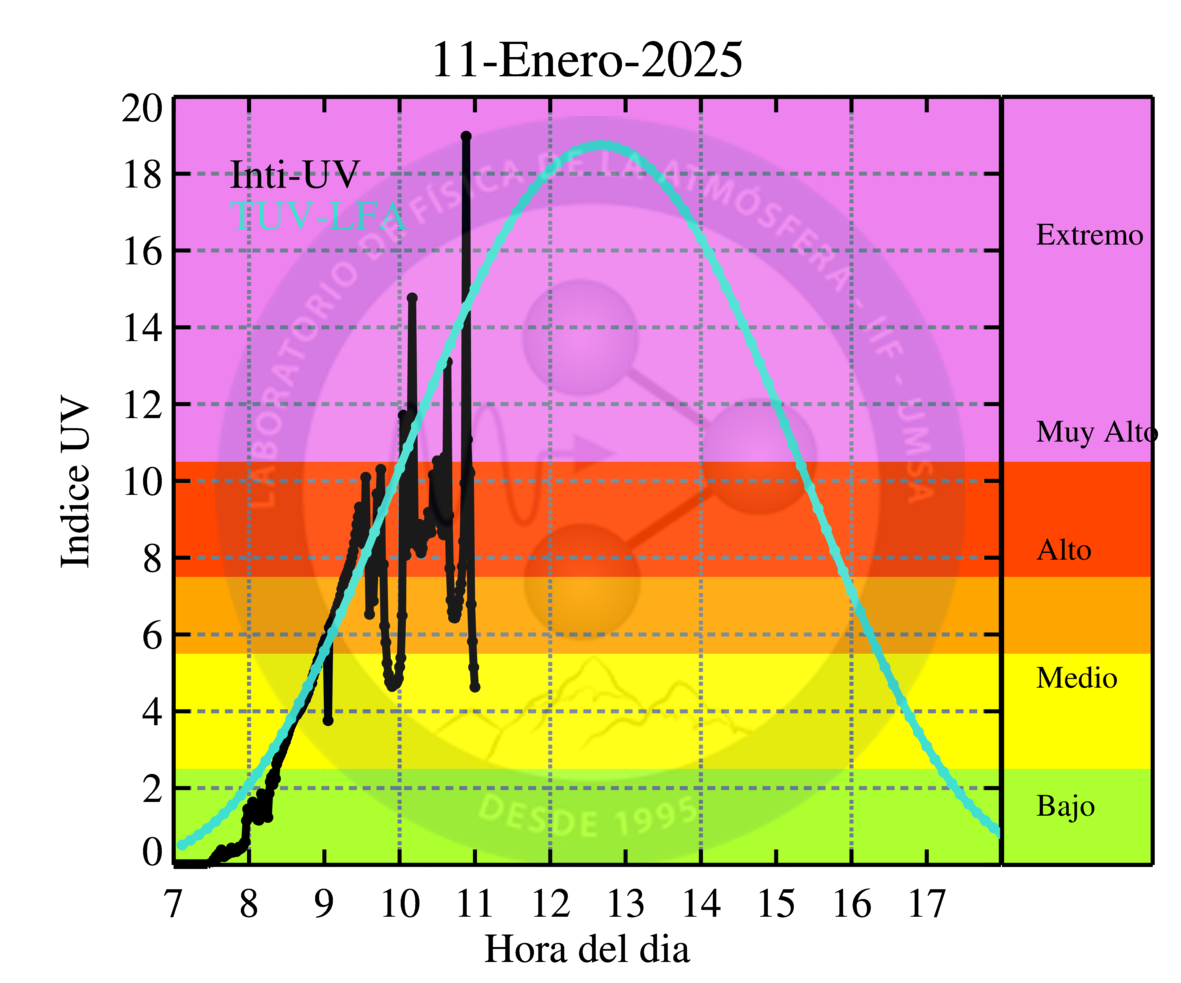 11-Enero-2025
20
18
16
14
12
10
8
6
4
2
0
Indice UV
Inti-UV
TUV-LFA
LABORATORIO DE FÍSICA DE LA ATMÓSFERA - IIF - UMSA
DESDE 1995
Extremo
Muy Alto
Alto
Medio
Bajo
7 8 9 10 11 12 13 14 15 16 17
Hora del dia